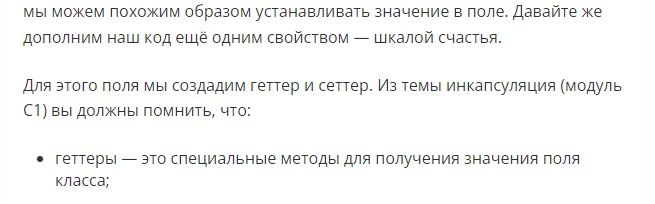 мы можем похожим образом устанавливать значение в поле. Давайте же
дополним наш код ещё одним свойством — шкалой счастья.
Для этого поля мы создадим геттер и сеттер. Из темы инкапсуляция (модуль
С1) вы должны помнить, что:
• геттеры — это специальные методы для получения значения поля
класса;